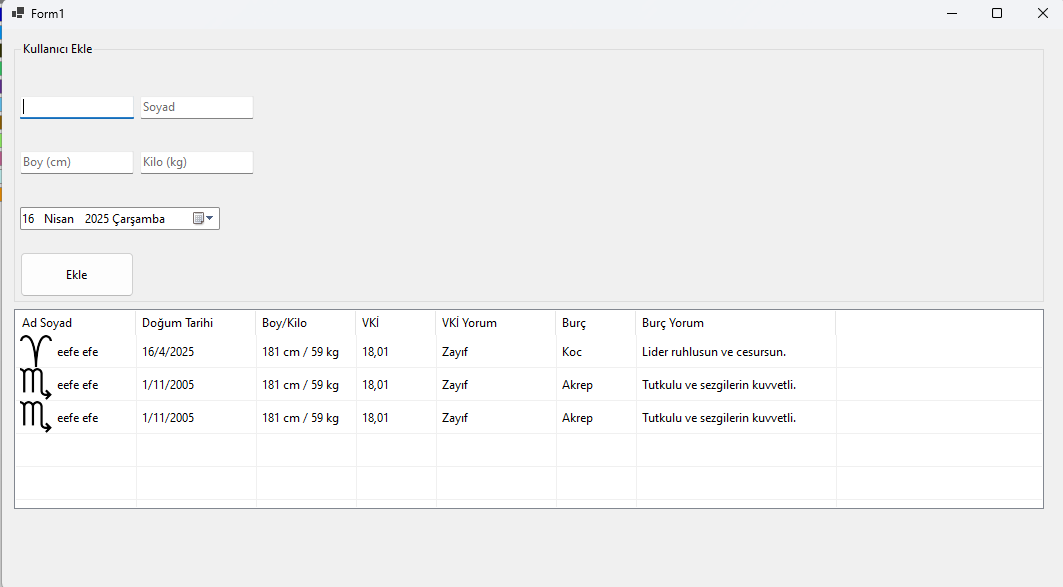 Form1
Kullanıcı Ekle
Soyad
Boy (cm) Kilo (kg)
16 Nisan 2025 Çarşamba
Ekle
Ad Soyad Doğum Tarihi Boy/Kilo VKİ VKİ Yorum Burç Burç Yorum
eefe efe 16/4/2025 181 cm / 59 kg 18,01 Zayıf Koc Lider ruhlusun ve cesursun.
eefe efe 1/11/2005 181 cm / 59 kg 18,01 Zayıf Akrep Tutkulu ve sezgilerin kuvvetli.
eefe efe 1/11/2005 181 cm / 59 kg 18,01 Zayıf Akrep Tutkulu ve sezgilerin kuvvetli.